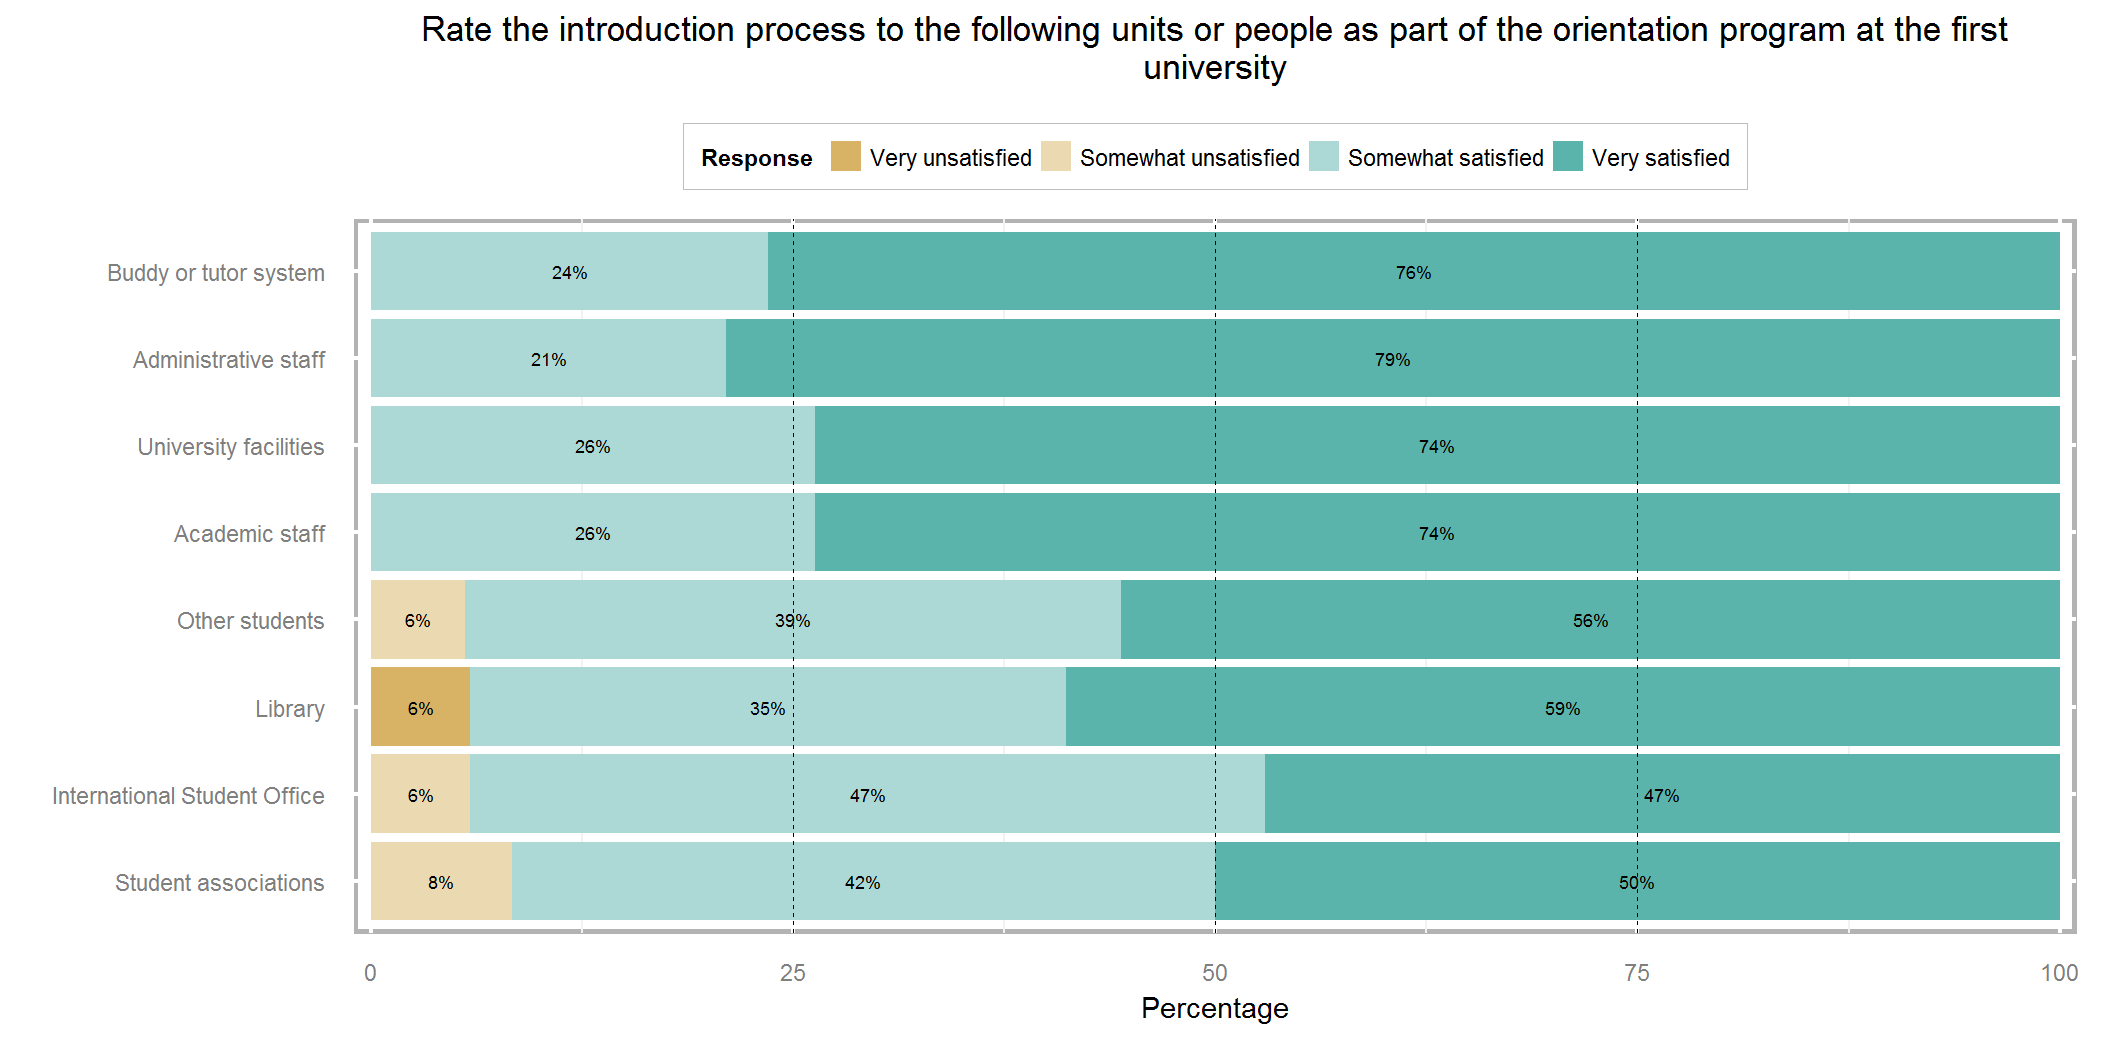 Rate the introduction process to the following units or people as part of the orientation program at the first
university
Response Very unsatisfied Somewhat unsatisfied Somewhat satisfied Very satisfied
Buddy or tutor system 24% 76%
Administrative staff 21% 79%
University facilities 26% 74%
Academic staff 26% 74%
Other students 6% 39% 56%
Library 6% 35% 59%
International Student Office 6% 47% 47%
Student associations 8% 42% 50%
0 25 50 75 100
Percentage